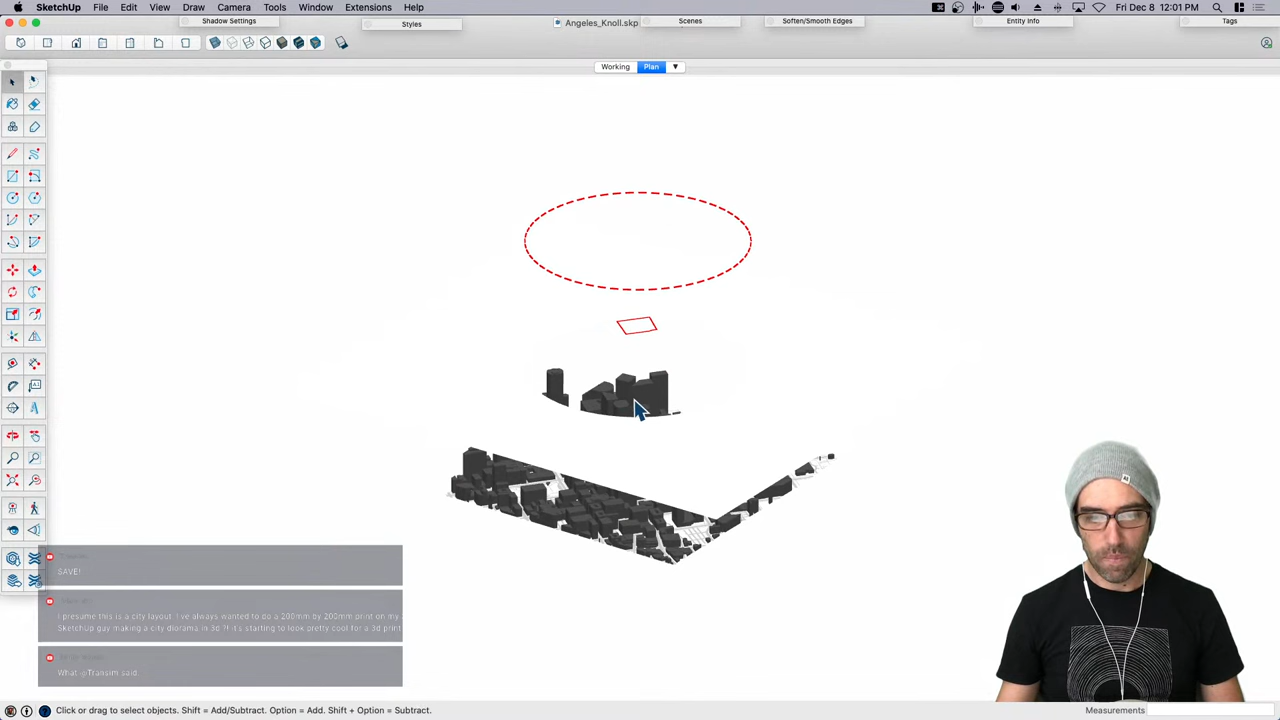 SketchUp File Edit View Draw Camera Tools Window Extensions Help Fri Dec 8 12:01 PM
Shadow Settings Styles Angeles_Knoll.skp Scenes Soften/Smooth Edges Entity Info Tags
Working Plan
SAVE!
I presume this is a city layout. I've always wanted to do a 200mm by 200mm print on my
SketchUp guy making a city diorama in 3d ?! it's starting to look pretty cool for a 3d print
What @Transim said.
Click or drag to select objects. Shift = Add/Subtract. Option = Add. Shift + Option = Subtract. Measurements